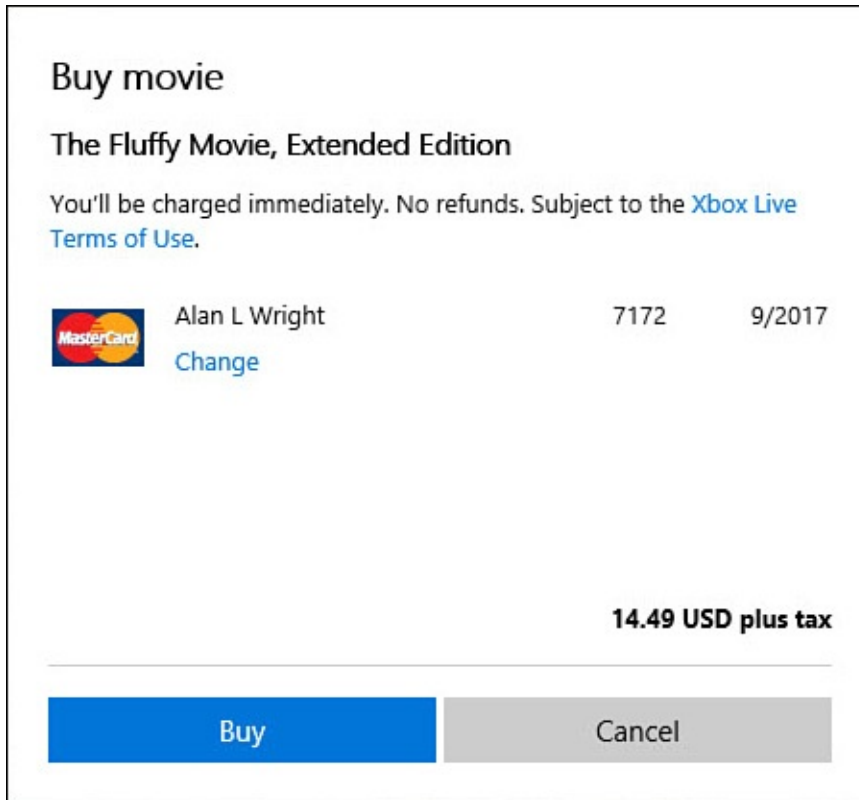 Buy movie
The Fluffy Movie, Extended Edition
You'll be charged immediately. No refunds. Subject to the Xbox Live
Terms of Use.
MasterCard Alan L Wright 7172 9/2017
Change
14.49 USD plus tax
Buy Cancel